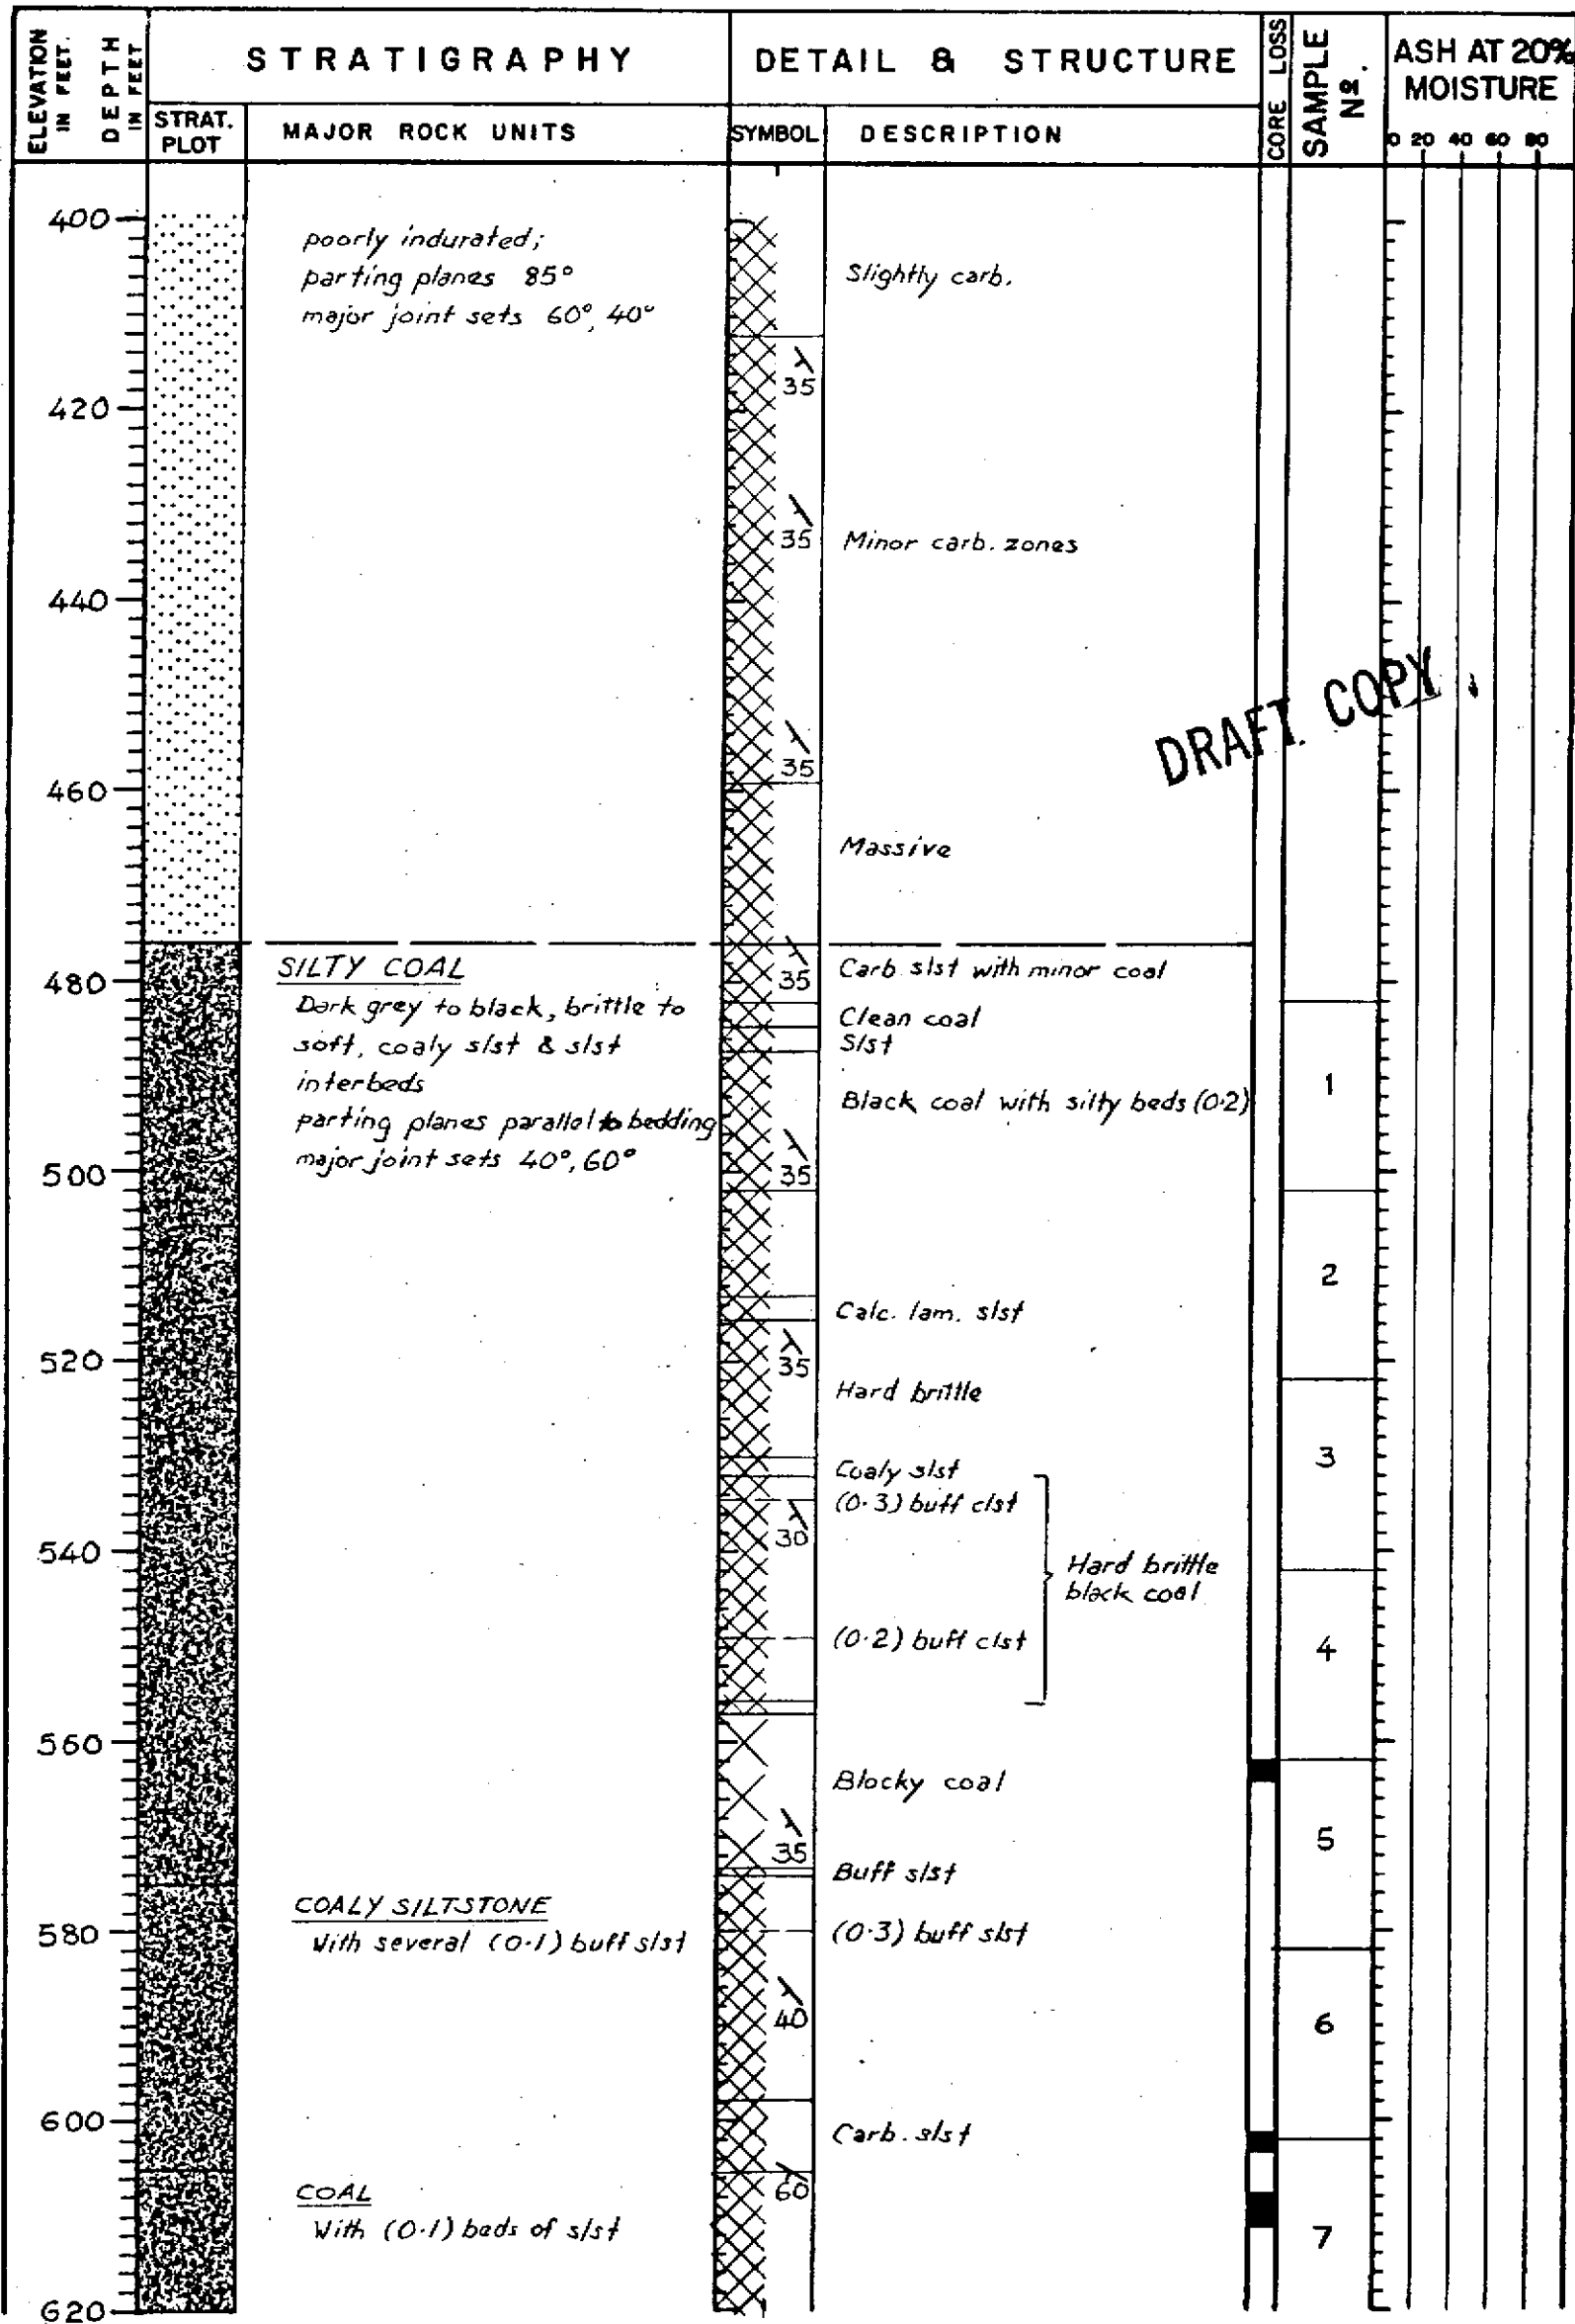 ELEVATION IN FEET.
DEPTH IN FEET
STRATIGRAPHY
DETAIL & STRUCTURE
CORE LOSS
SAMPLE Nº.
ASH AT 20% MOISTURE
STRAT. PLOT
MAJOR ROCK UNITS
SYMBOL
DESCRIPTION
0 20 40 60 80
400
poorly indurated;
parting planes 85°
major joint sets 60°, 40°
Slightly carb.
35
420
35
Minor carb. zones
440
DRAFT COPY
35
460
Massive
SILTY COAL
35
Carb slst with minor coal
480
Dark grey to black, brittle to
soft, coaly slst & slst
interbeds
parting planes parallel to bedding
major joint sets 40°, 60°
Clean coal
Slst
Black coal with silty beds (0·2)
1
35
500
2
Calc. lam. slst
35
520
Hard brittle
3
Coaly slst
(0·3) buff clst
30
540
Hard brittle
black coal
(0·2) buff clst
4
560
Blocky coal
35
5
Buff slst
COALY SILTSTONE
With several (0·1) buff slst
580
(0·3) buff slst
40
6
600
Carb. slst
60
COAL
With (0·1) beds of slst
7
620